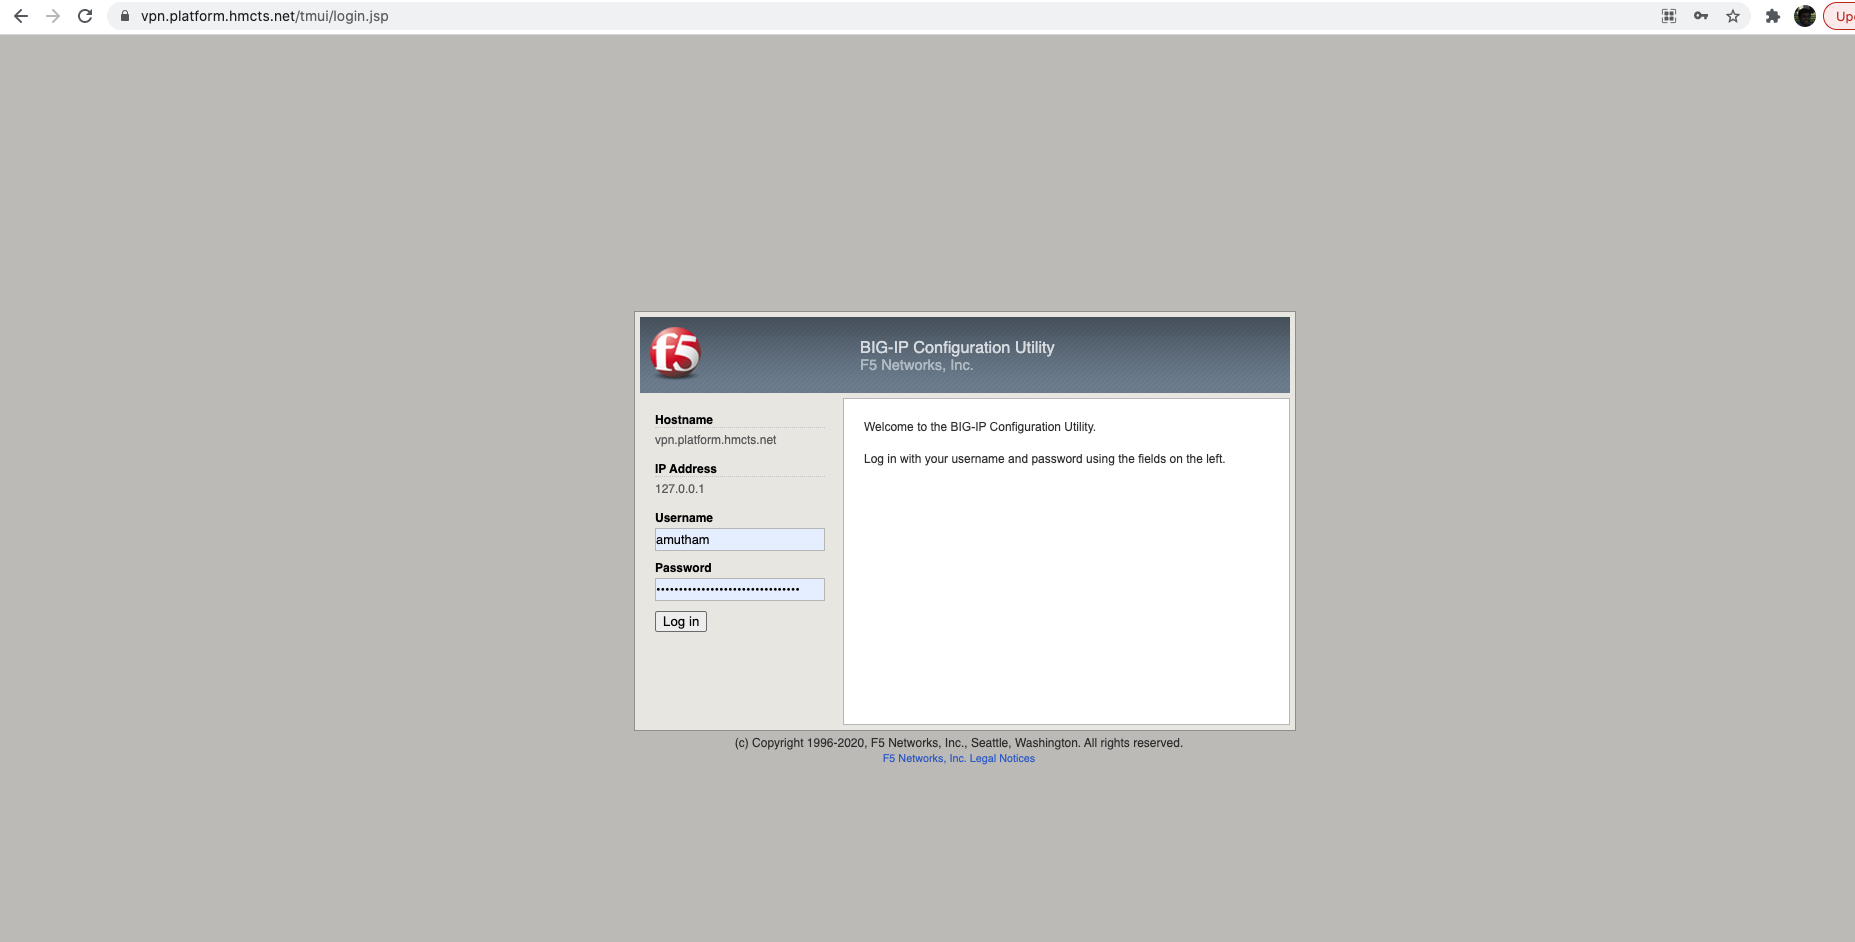 vpn.platform.hmcts.net/tmui/login.jsp
Up
f5
BIG-IP Configuration Utility
F5 Networks, Inc.
Hostname
vpn.platform.hmcts.net
IP Address
127.0.0.1
Username
amutham
Password
••••••••••••••••••••••••••••••••
Log in
Welcome to the BIG-IP Configuration Utility.
Log in with your username and password using the fields on the left.
(c) Copyright 1996-2020, F5 Networks, Inc., Seattle, Washington. All rights reserved.
F5 Networks, Inc. Legal Notices